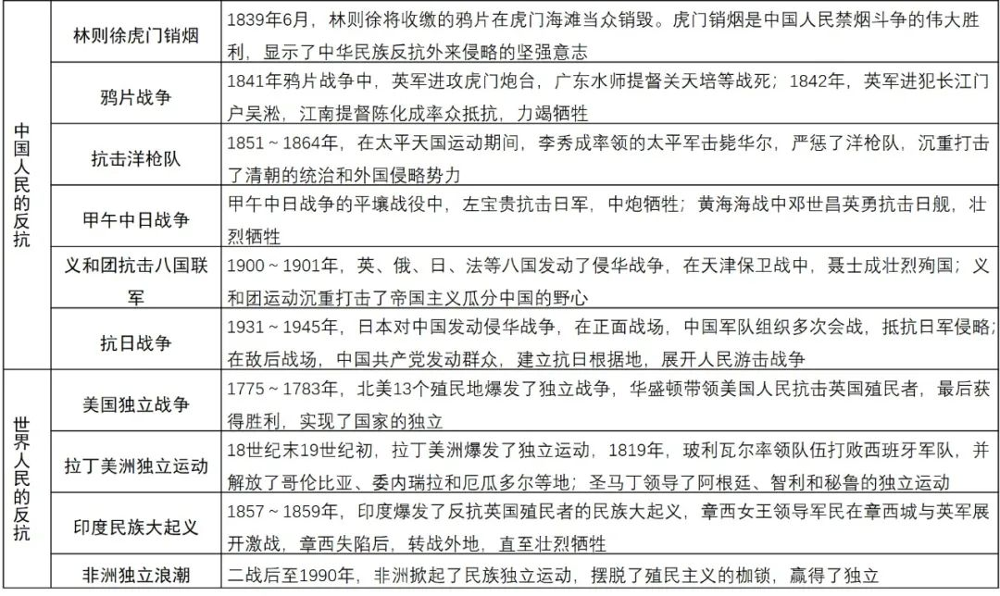 中国人民的反抗
林则徐虎门销烟
1839年6月，林则徐将收缴的鸦片在虎门海滩当众销毁。虎门销烟是中国人民禁烟斗争的伟大胜
利，显示了中华民族反抗外来侵略的坚强意志
鸦片战争
1841年鸦片战争中，英军进攻虎门炮台，广东水师提督关天培等战死；1842年，英军进犯长江门
户吴淞，江南提督陈化成率众抵抗，力竭牺牲
抗击洋枪队
1851～1864年，在太平天国运动期间，李秀成率领的太平军击毙华尔，严惩了洋枪队，沉重打击
了清朝的统治和外国侵略势力
甲午中日战争
甲午中日战争的平壤战役中，左宝贵抗击日军，中炮牺牲；黄海海战中邓世昌英勇抗击日舰，壮
烈牺牲
义和团抗击八国联
军
1900～1901年，英、俄、日、法等八国发动了侵华战争，在天津保卫战中，聂士成壮烈殉国；义
和团运动沉重打击了帝国主义瓜分中国的野心
抗日战争
1931～1945年，日本对中国发动侵华战争，在正面战场，中国军队组织多次会战，抵抗日军侵略；
在敌后战场，中国共产党发动群众，建立抗日根据地，展开人民游击战争
世界人民的反抗
美国独立战争
1775～1783年，北美13个殖民地爆发了独立战争，华盛顿带领美国人民抗击英国殖民者，最后获
得胜利，实现了国家的独立
拉丁美洲独立运动
18世纪末19世纪初，拉丁美洲爆发了独立运动，1819年，玻利瓦尔率领队伍打败西班牙军队，并
解放了哥伦比亚、委内瑞拉和厄瓜多尔等地；圣马丁领导了阿根廷、智利和秘鲁的独立运动
印度民族大起义
1857～1859年，印度爆发了反抗英国殖民者的民族大起义，章西女王领导军民在章西城与英军展
开激战，章西失陷后，转战外地，直至壮烈牺牲
非洲独立浪潮
二战后至1990年，非洲掀起了民族独立运动，摆脱了殖民主义的枷锁，赢得了独立